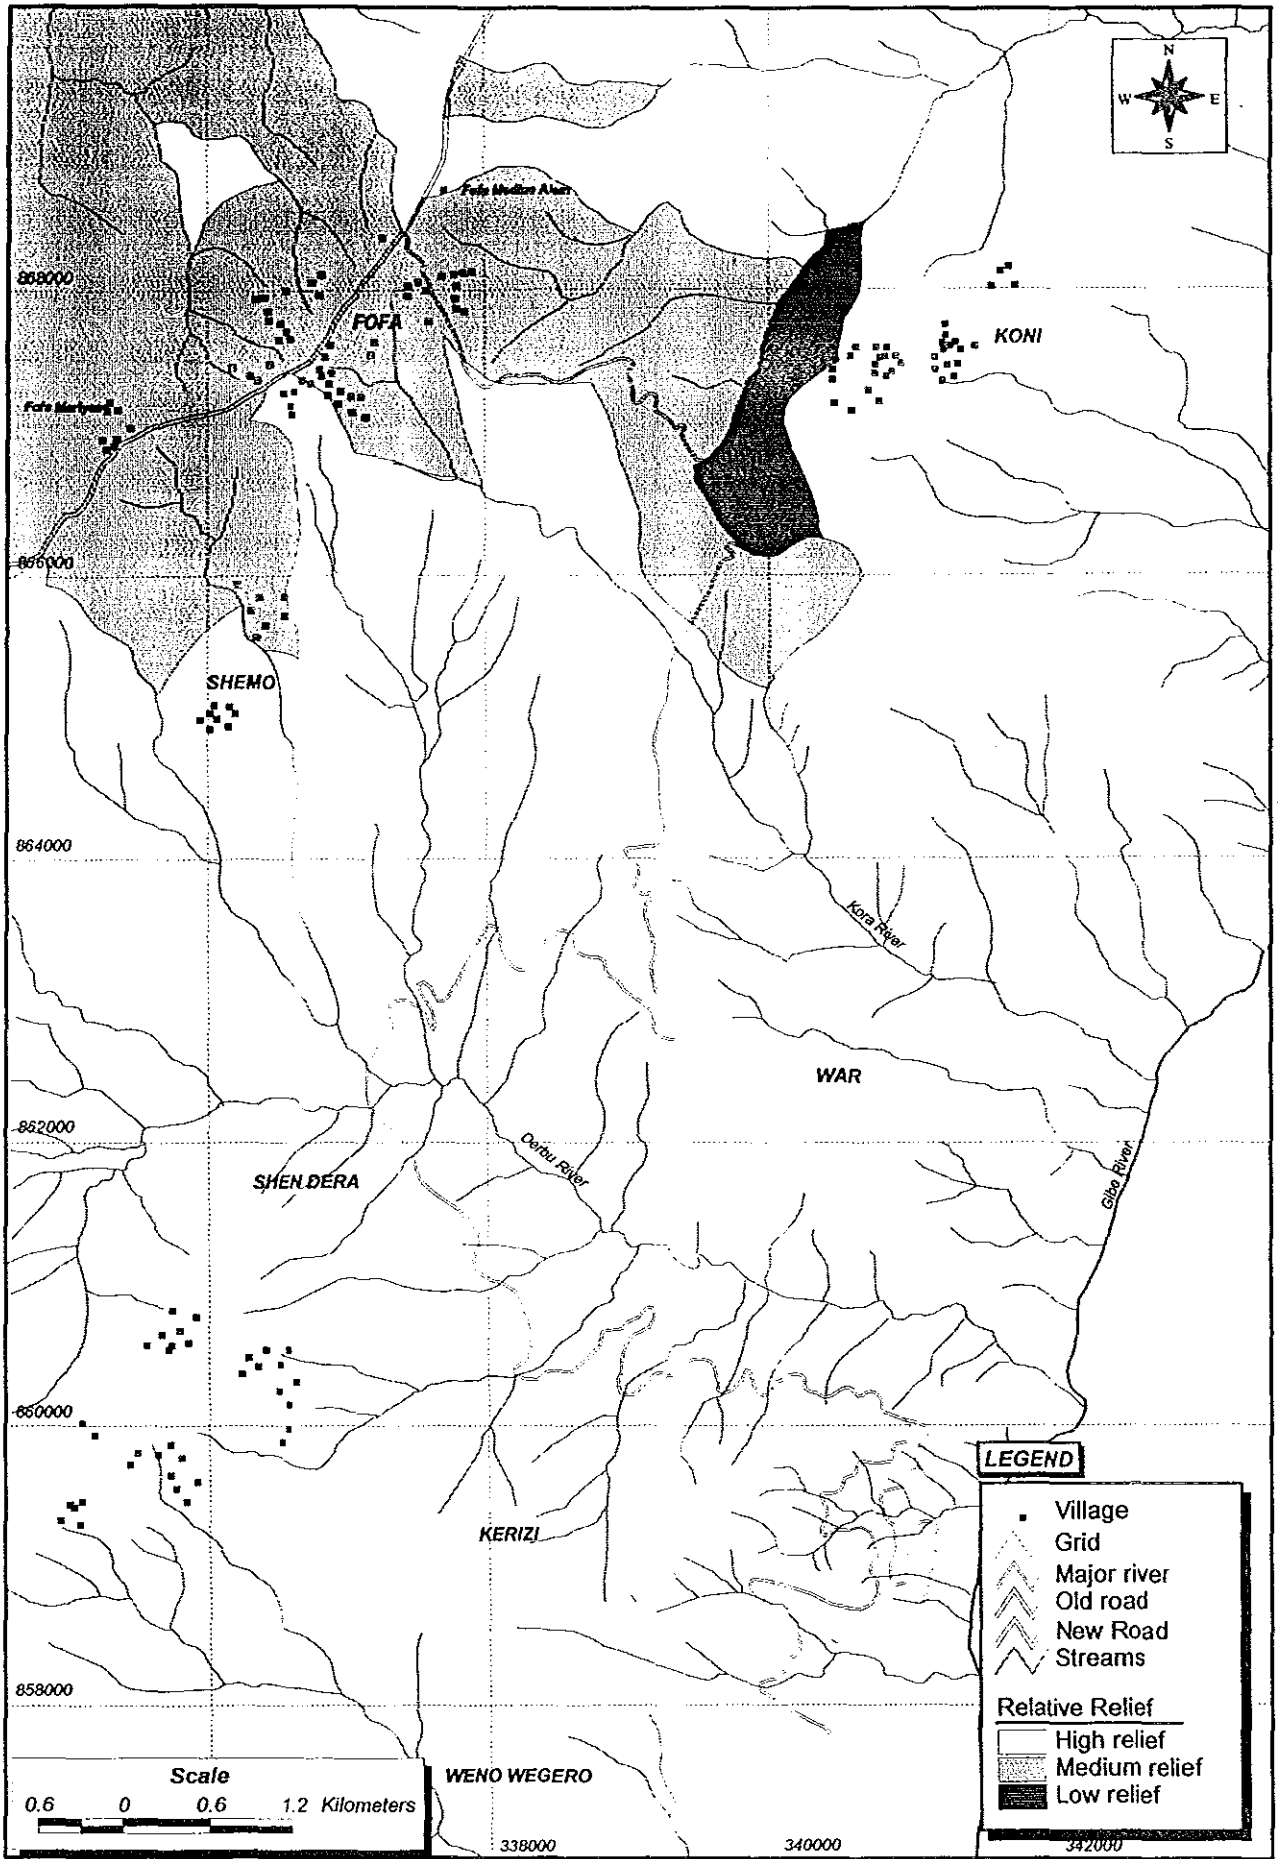 N
W E
S
Fofa Medias Alem
868000
FOFA
KONI
Fofa Mariyam
866000
SHEMO
864000
Kora River
WAR
862000
Derbu River
Gibe River
SHEN DERA
860000
LEGEND
Village
Grid
KERIZI
Major river
Old road
New Road
Streams
858000
Relative Relief
High relief
Medium relief
Low relief
Scale
WENO WEGERO
0.6 0 0.6 1.2 Kilometers
338000 340000 342000